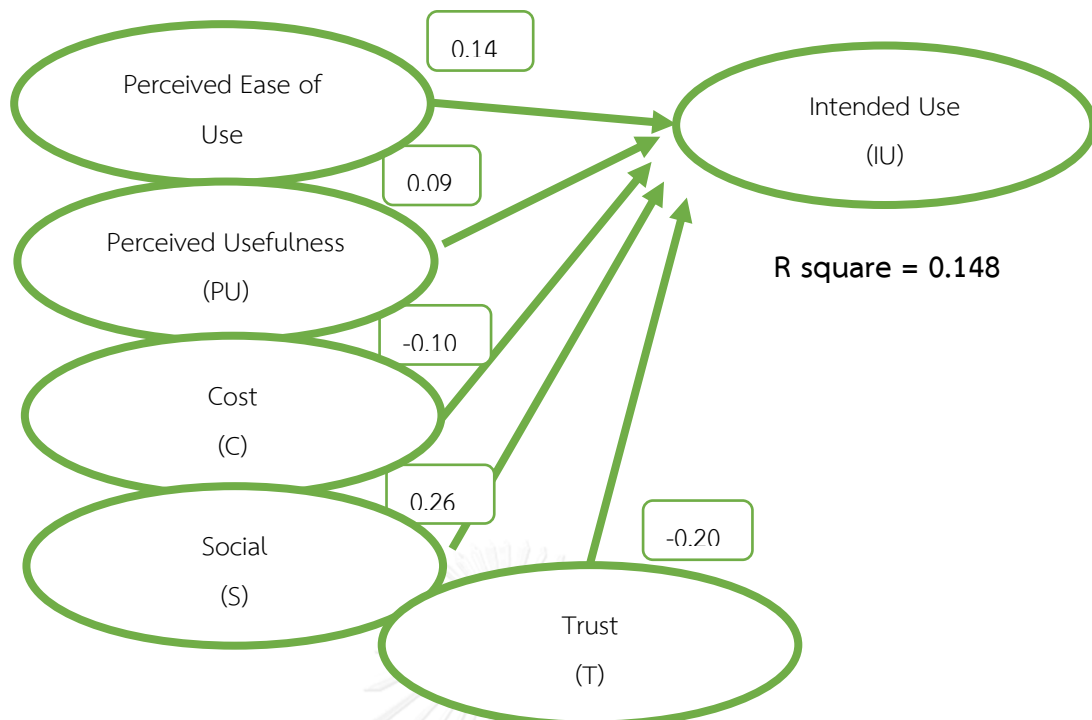 0.14
Perceived Ease of
Use
Intended Use
(IU)
0.09
Perceived Usefulness
(PU)
R square = 0.148
-0.10
Cost
(C)
0.26
Social
(S)
-0.20
Trust
(T)